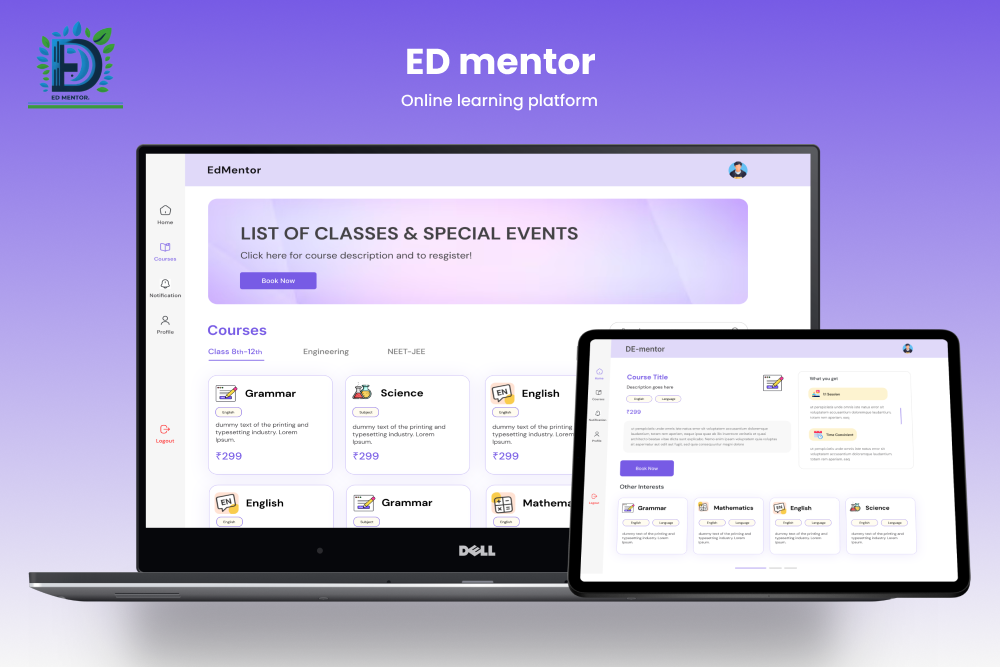 ED MENTOR.
ED mentor
Online learning platform
EdMentor
Home
Courses
Notification
Profile
Logout
LIST OF CLASSES & SPECIAL EVENTS
Click here for course description and to resgister!
Book Now
Courses
Class 8th-12th
Engineering
NEET-JEE
Grammar
English
dummy text of the printing and
typesetting industry. Lorem
Ipsum.
₹299
Science
Subject
dummy text of the printing and
typesetting industry. Lorem
Ipsum.
₹299
EN
English
English
dummy text of the printing
typesetting industry. Lorem
Ipsum.
₹299
EN
English
English
Grammar
Subject
Mathema
English
DELL
DE-mentor
Home
Courses
Notification
Profile
Logout
Course Title
Description goes here
English
Language
₹299
Book Now
What you get
Time Consistent
Other Interests
Grammar
English
Language
dummy text of the printing and
typesetting industry. Lorem
Ipsum.
Mathematics
English
Language
dummy text of the printing and
typesetting industry. Lorem
Ipsum.
EN
English
English
Language
dummy text of the printing and
typesetting industry. Lorem
Ipsum.
Science
English
Language
dummy text of the printing and
typesetting industry. Lorem
Ipsum.